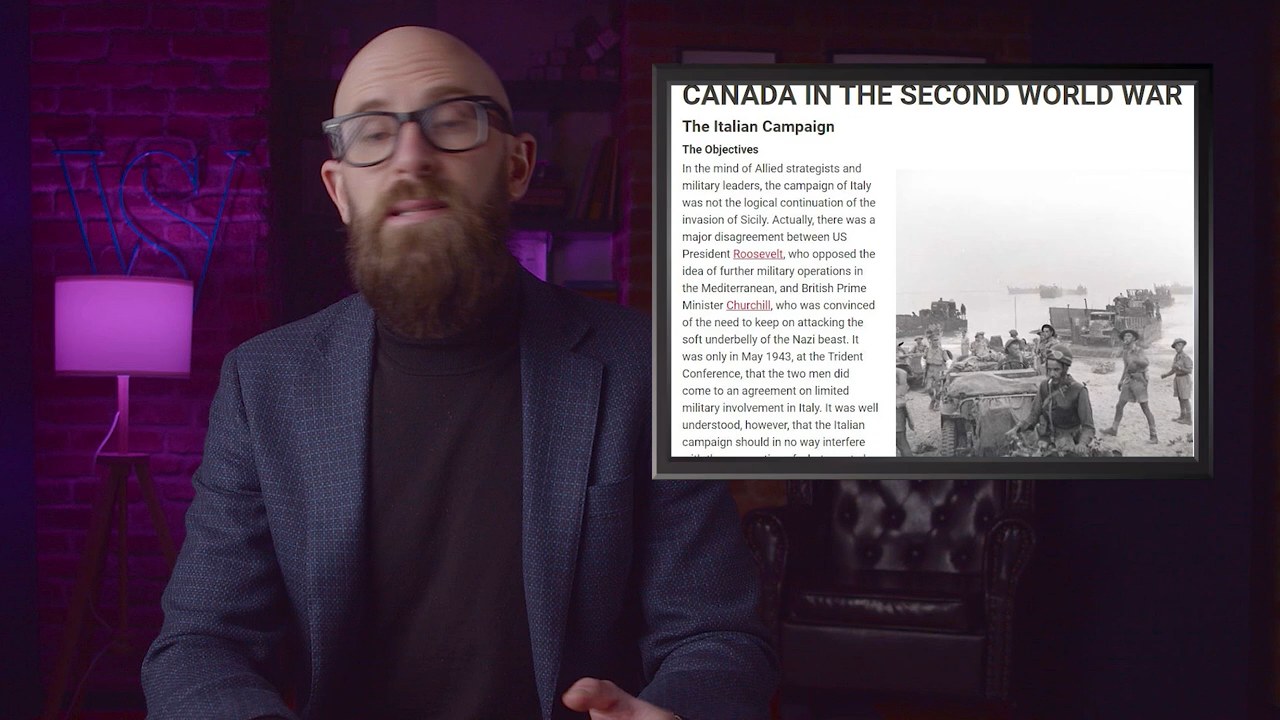 WS
CANADA IN THE SECOND WORLD WAR
The Italian Campaign
The Objectives
In the mind of Allied strategists and
military leaders, the campaign of Italy
was not the logical continuation of the
invasion of Sicily. Actually, there was a
major disagreement between US
President Roosevelt, who opposed the
idea of further military operations in
the Mediterranean, and British Prime
Minister Churchill, who was convinced
of the need to keep on attacking the
soft underbelly of the Nazi beast. It
was only in May 1943, at the Trident
Conference, that the two men did
come to an agreement on limited
military involvement in Italy. It was well
understood, however, that the Italian
campaign should in no way interfere